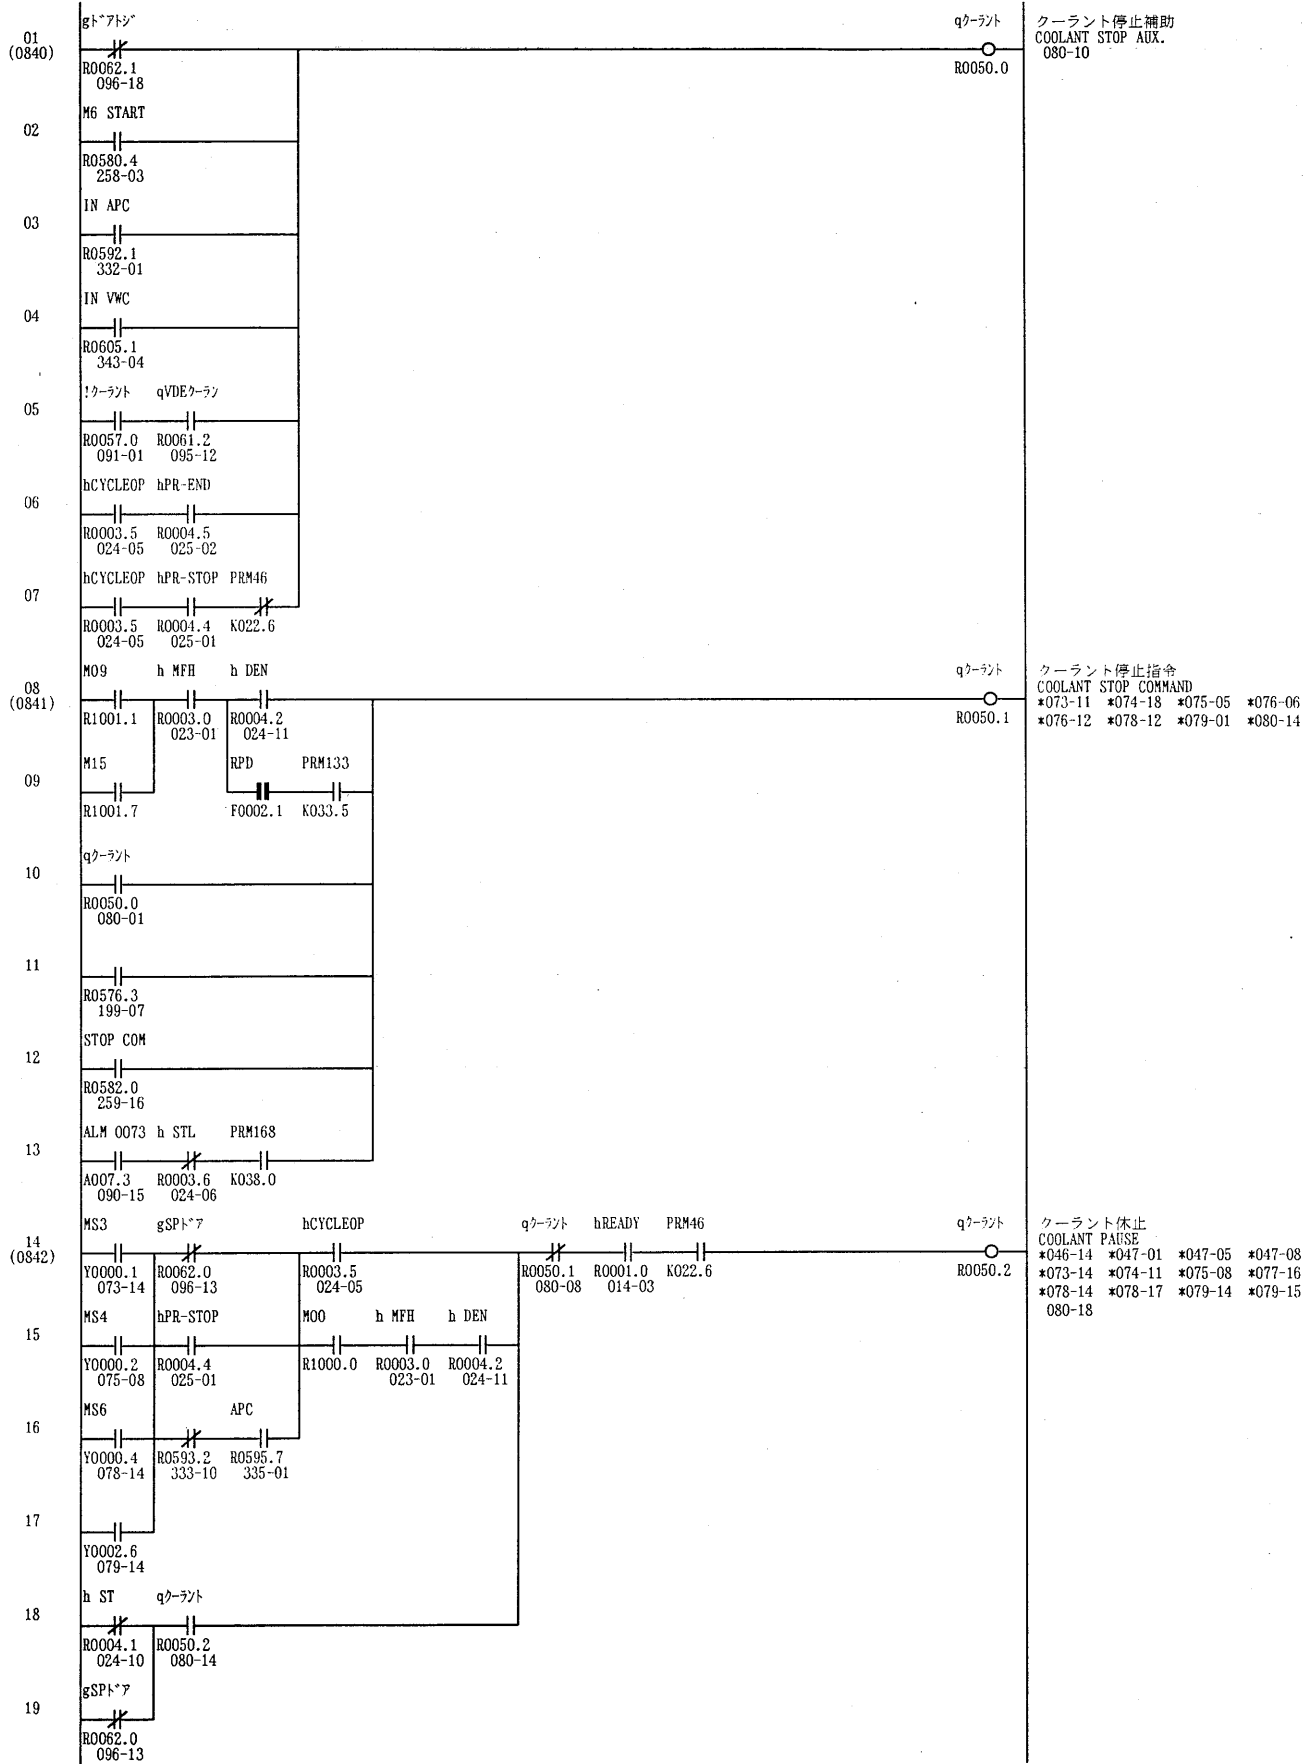 gドアトジ qクーラント クーラント停止補助
01 COOLANT STOP AUX.
(0840) 080-10
R0062.1 R0050.0
096-18
M6 START
02
R0580.4
258-03
IN APC
03
R0592.1
332-01
IN VWC
04
R0605.1
343-04
!クーラント qVDEクーラン
05
R0057.0 R0061.2
091-01 095-12
hCYCLEOP hPR-END
06
R0003.5 R0004.5
024-05 025-02
hCYCLEOP hPR-STOP PRM46
07
R0003.5 R0004.4 K022.6
024-05 025-01
M09 h MFH h DEN qクーラント クーラント停止指令
08 COOLANT STOP COMMAND
(0841) *073-11 *074-18 *075-05 *076-06
R1001.1 R0003.0 R0004.2 R0050.1 *076-12 *078-12 *079-01 *080-14
023-01 024-11
M15 RPD PRM133
09
R1001.7 F0002.1 K033.5
qクーラント
10
R0050.0
080-01
11
R0576.3
199-07
STOP COM
12
R0582.0
259-16
ALM 0073 h STL PRM168
13
A007.3 R0003.6 K038.0
090-15 024-06
MS3 gSPドア hCYCLEOP qクーラント hREADY PRM46 qクーラント クーラント休止
14 COOLANT PAUSE
(0842) *046-14 *047-01 *047-05 *047-08
Y0000.1 R0062.0 R0003.5 R0050.1 R0001.0 K022.6 R0050.2 *073-14 *074-11 *075-08 *077-16
073-14 096-13 024-05 080-08 014-03 *078-14 *078-17 *079-14 *079-15
MS4 hPR-STOP M00 h MFH h DEN 080-18
15
Y0000.2 R0004.4 R1000.0 R0003.0 R0004.2
075-08 025-01 023-01 024-11
MS6 APC
16
Y0000.4 R0593.2 R0595.7
078-14 333-10 335-01
17
Y0002.6
079-14
h ST qクーラント
18
R0004.1 R0050.2
024-10 080-14
gSPドア
19
R0062.0
096-13